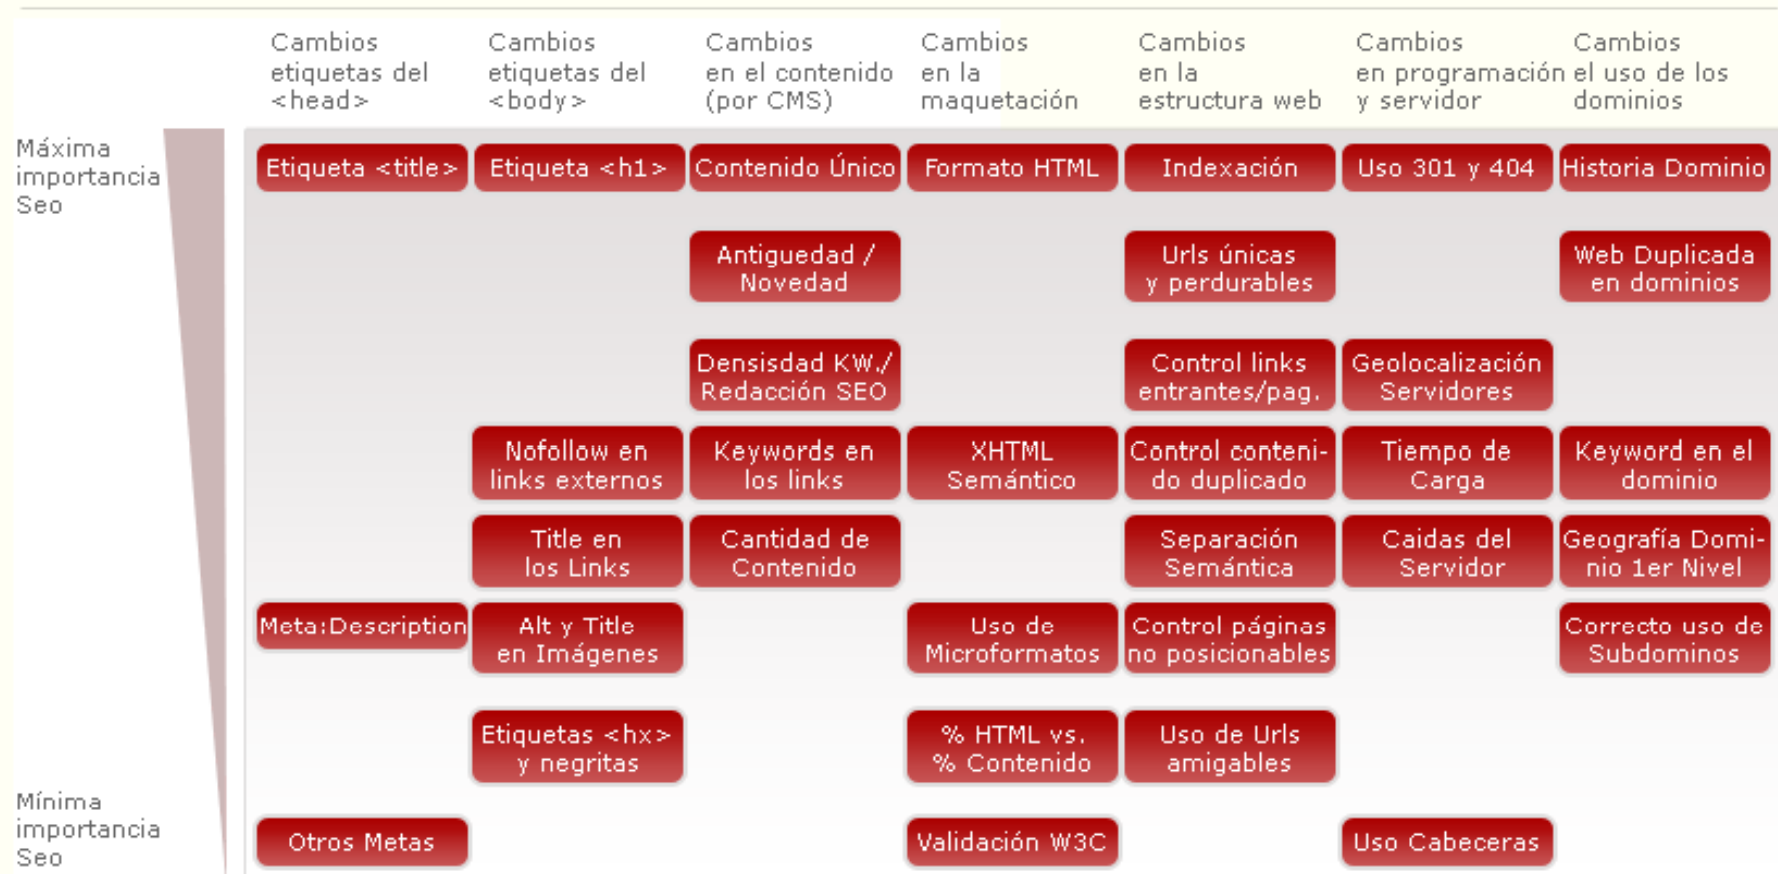 Cambios
etiquetas del
<head>
Cambios
etiquetas del
<body>
Cambios
en el contenido
(por CMS)
Cambios
en la
maquetación
Cambios
en la
estructura web
Cambios
en programación
y servidor
Cambios
el uso de los
dominios
Máxima
importancia
Seo
Etiqueta <title>
Etiqueta <h1>
Contenido Único
Formato HTML
Indexación
Uso 301 y 404
Historia Dominio
Antiguedad /
Novedad
Urls únicas
y perdurables
Web Duplicada
en dominios
Densisdad KW./
Redacción SEO
Control links
entrantes/pag.
Geolocalización
Servidores
Nofollow en
links externos
Keywords en
los links
XHTML
Semántico
Control conteni-
do duplicado
Tiempo de
Carga
Keyword en el
dominio
Title en
los Links
Cantidad de
Contenido
Separación
Semántica
Caidas del
Servidor
Geografía Domi-
nio 1er Nivel
Meta:Description
Alt y Title
en Imágenes
Uso de
Microformatos
Control páginas
no posicionables
Correcto uso de
Subdominos
Etiquetas <hx>
y negritas
% HTML vs.
% Contenido
Uso de Urls
amigables
Mínima
importancia
Seo
Otros Metas
Validación W3C
Uso Cabeceras